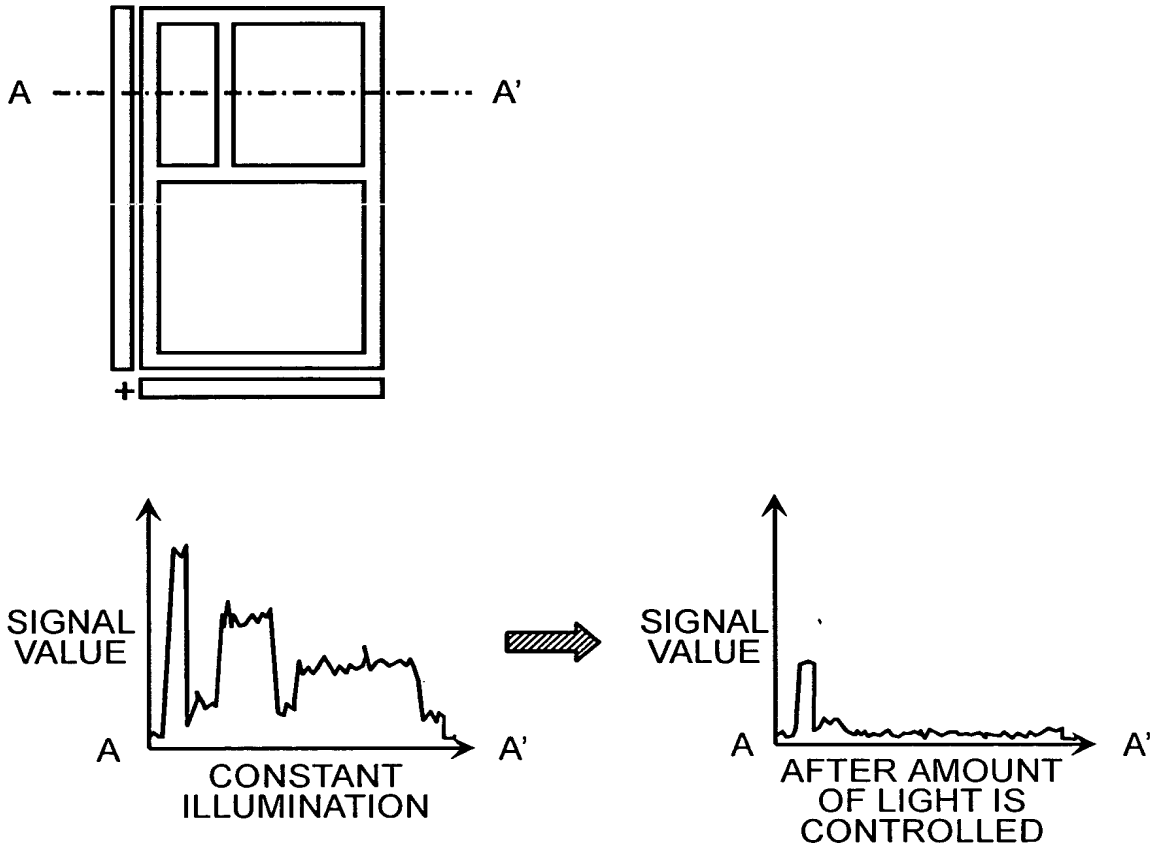 A A'
+
SIGNAL
VALUE
A A'
CONSTANT
ILLUMINATION
SIGNAL
VALUE
A A'
AFTER AMOUNT
OF LIGHT IS
CONTROLLED